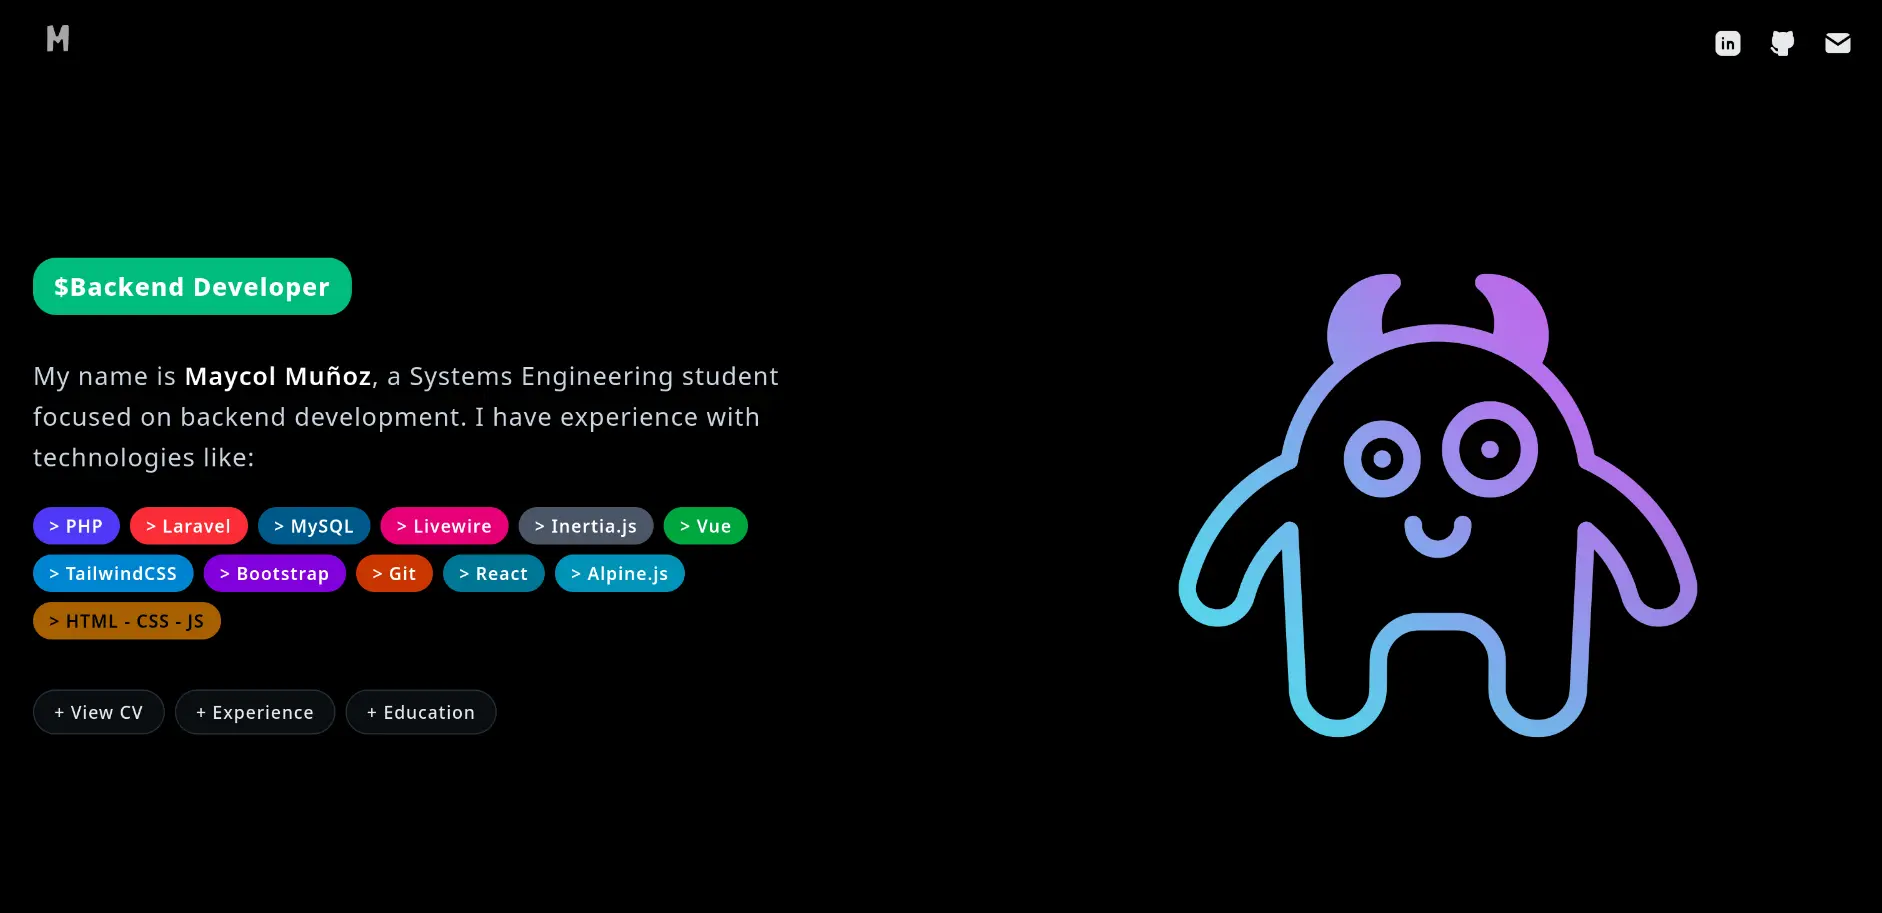 M
in
$Backend Developer
My name is Maycol Muñoz, a Systems Engineering student
focused on backend development. I have experience with
technologies like:
> PHP > Laravel > MySQL > Livewire > Inertia.js > Vue
> TailwindCSS > Bootstrap > Git > React > Alpine.js
> HTML - CSS - JS
+ View CV + Experience + Education